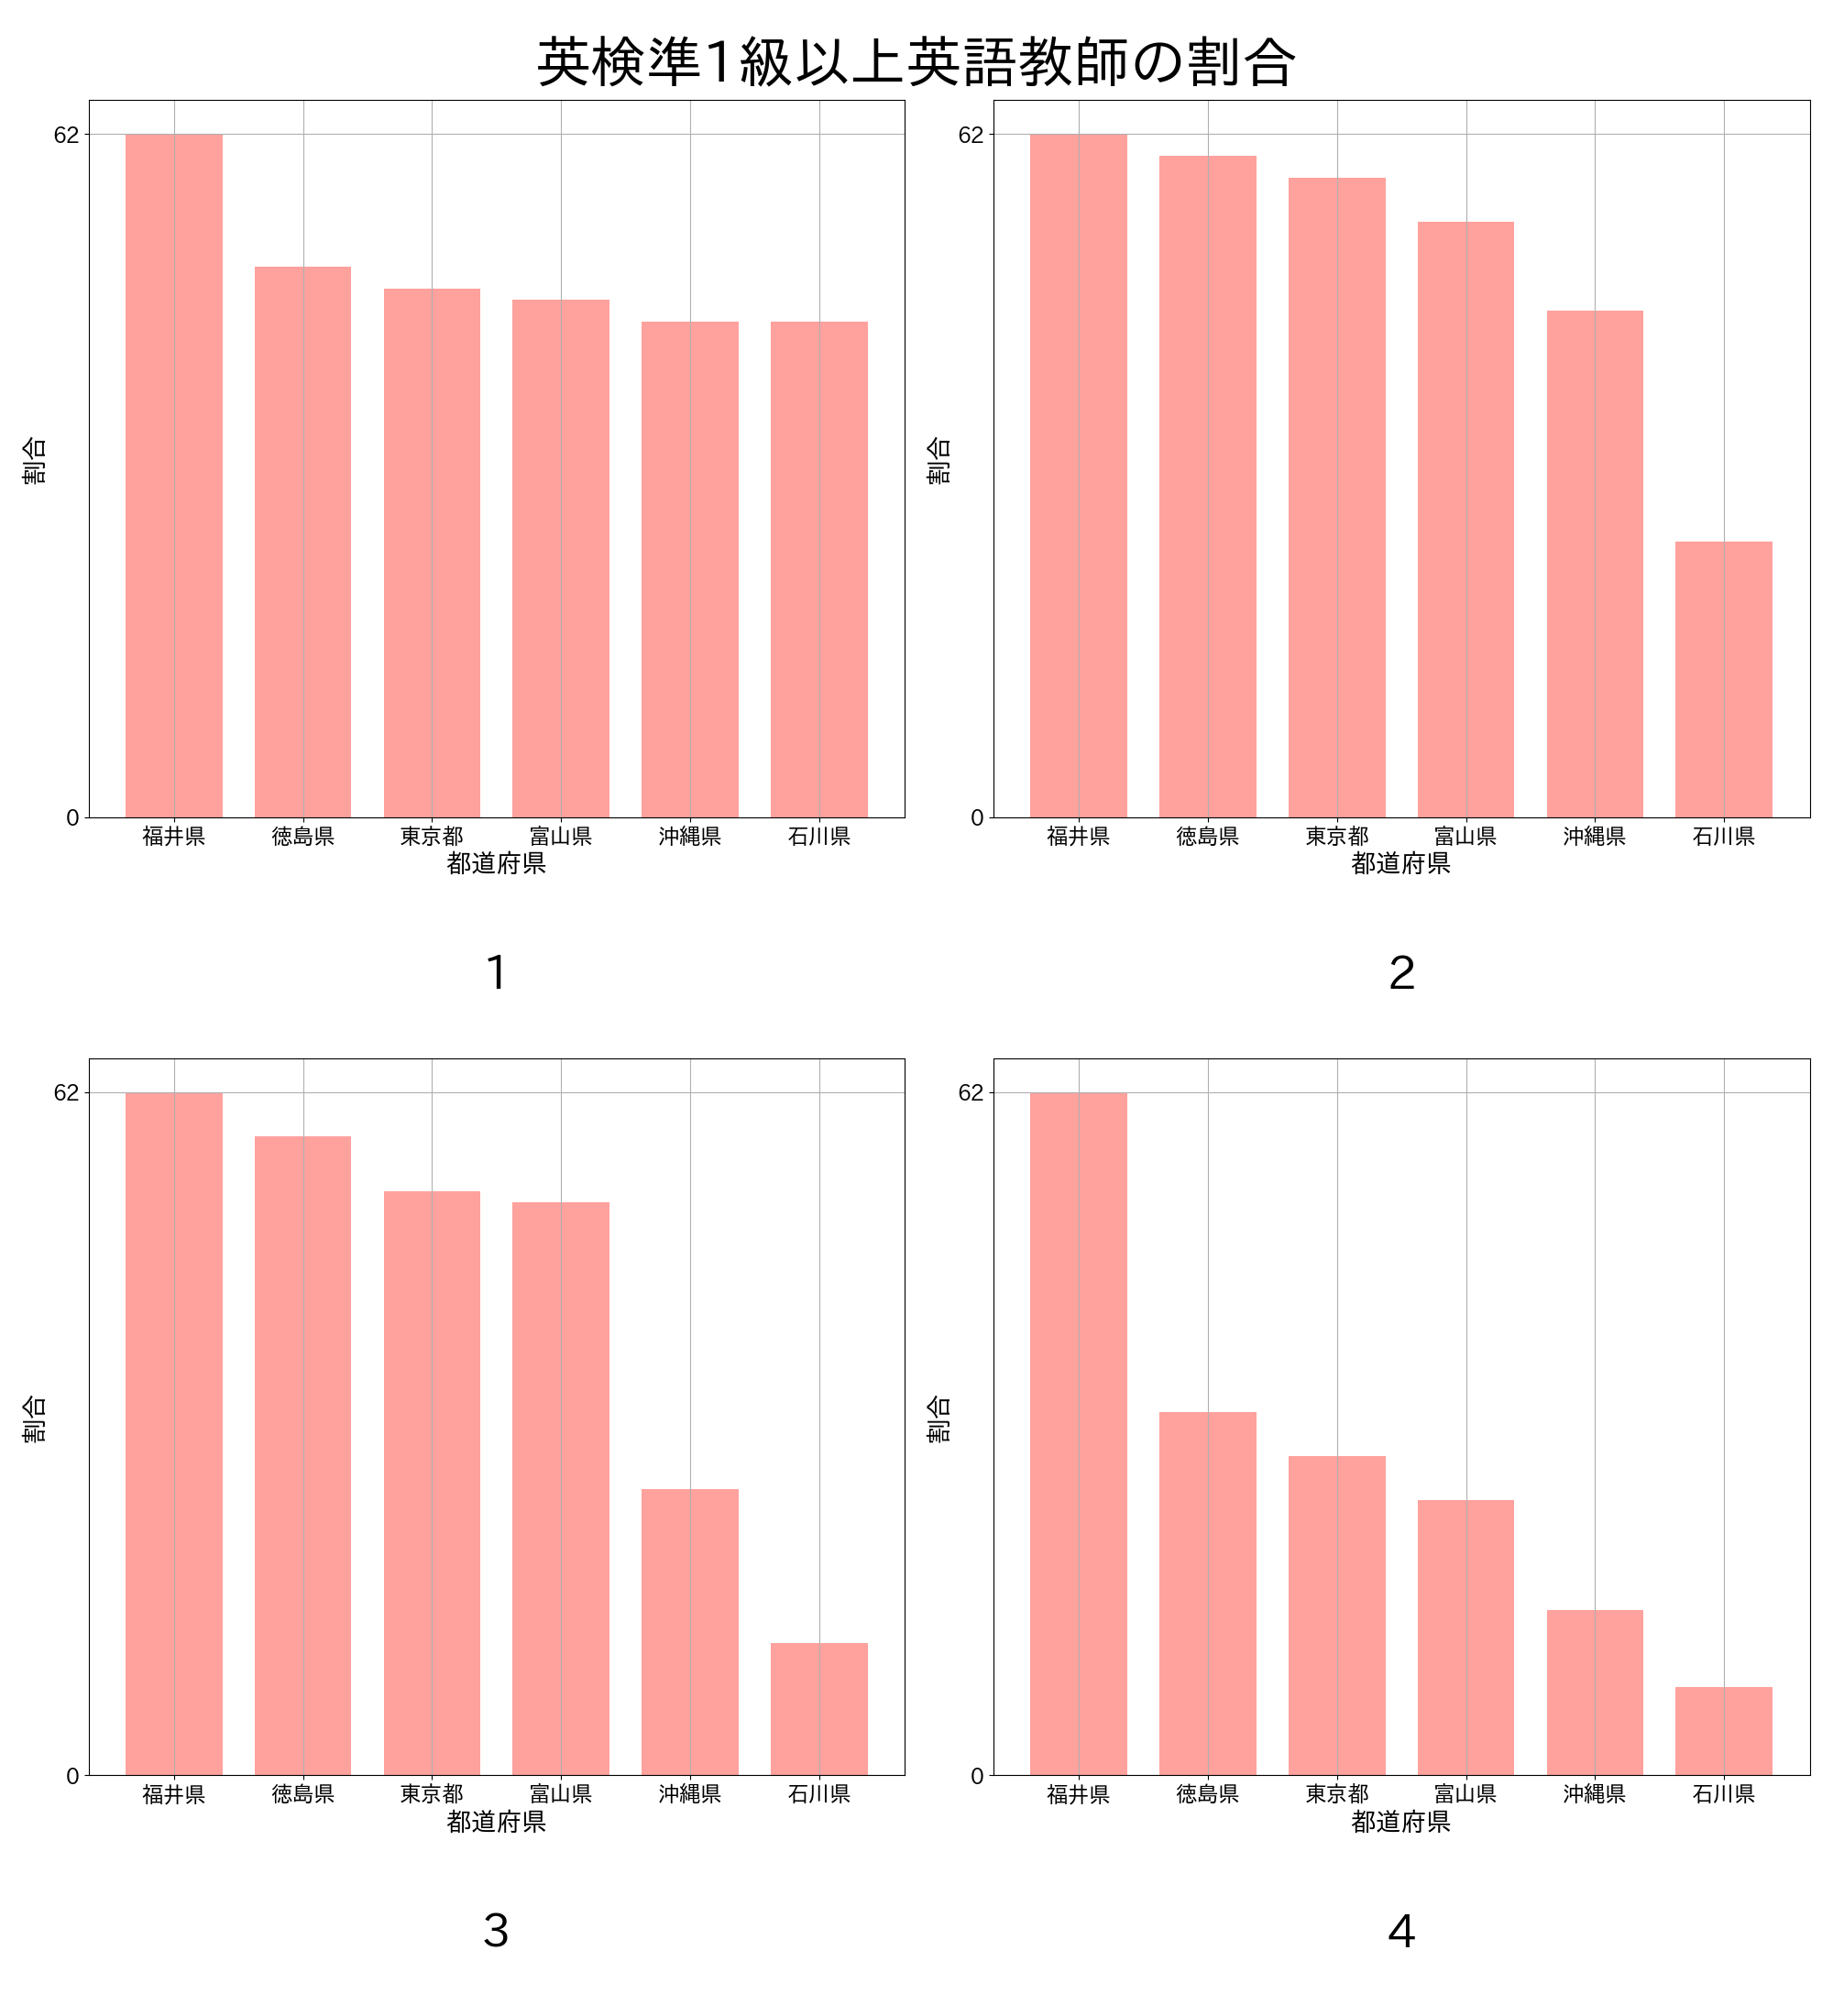 英検準1級以上英語教師の割合
62
0
割合
福井県 徳島県 東京都 富山県 沖縄県 石川県
都道府県
1
62
0
割合
福井県 徳島県 東京都 富山県 沖縄県 石川県
都道府県
2
62
0
割合
福井県 徳島県 東京都 富山県 沖縄県 石川県
都道府県
3
62
0
割合
福井県 徳島県 東京都 富山県 沖縄県 石川県
都道府県
4